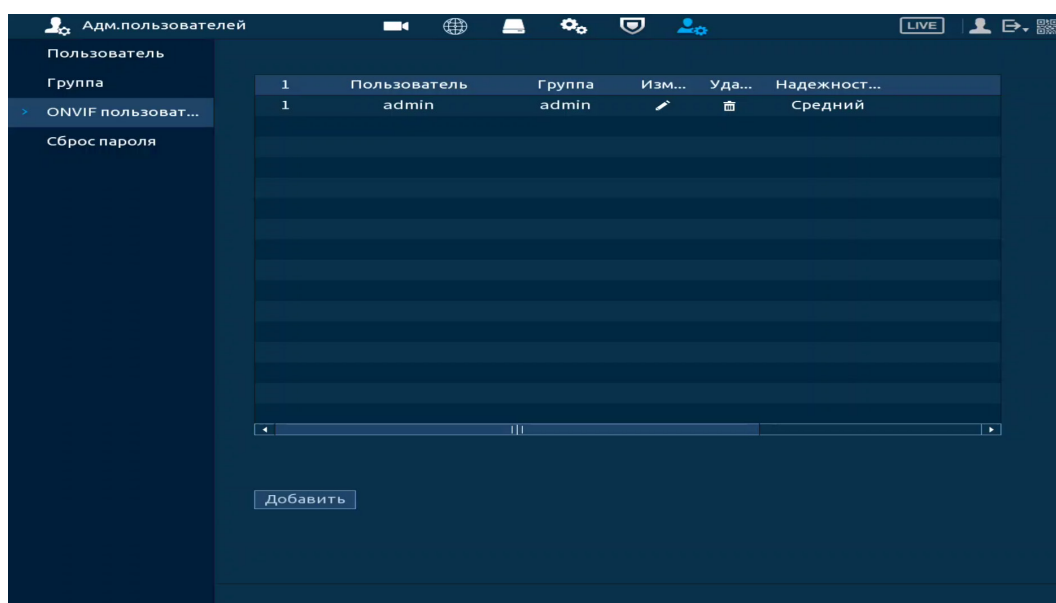 Адм.пользователей LIVE
Пользователь
Группа
ONVIF пользоват...
Сброс пароля
1 Пользователь Группа Изм... Уда... Надежност...
1 admin admin Средний
Добавить